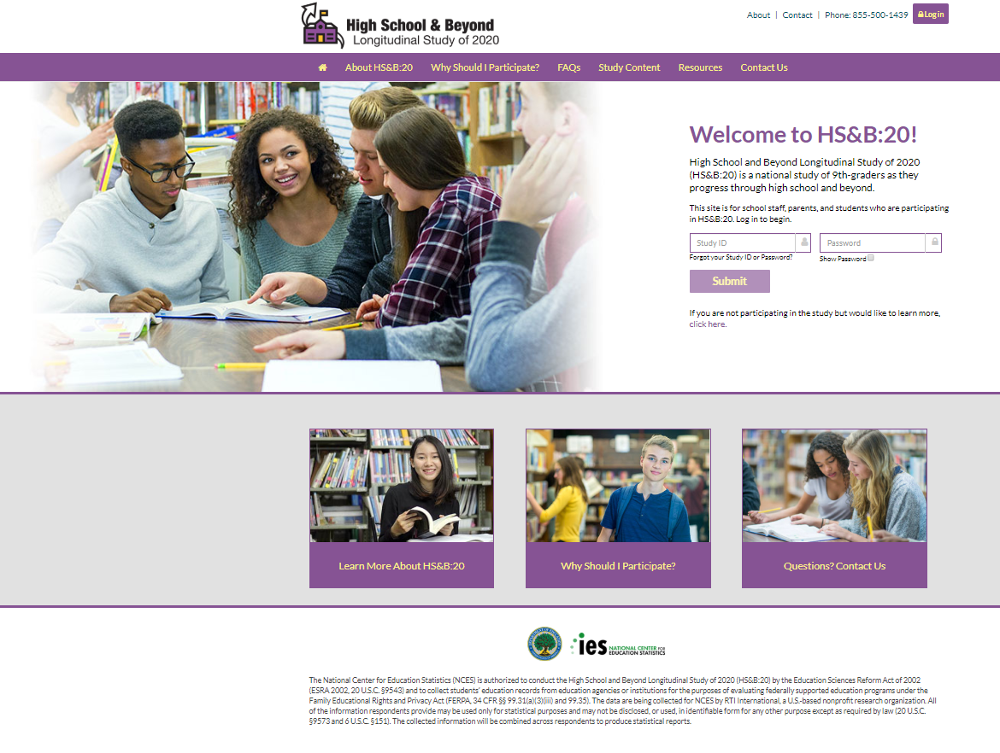 High School & Beyond
Longitudinal Study of 2020
About | Contact | Phone: 855-500-1439 Log in
About HS&B:20 Why Should I Participate? FAQs Study Content Resources Contact Us
Welcome to HS&B:20!
High School and Beyond Longitudinal Study of 2020
(HS&B:20) is a national study of 9th-graders as they
progress through high school and beyond.
This site is for school staff, parents, and students who are participating
in HS&B:20. Log in to begin.
Study ID Password
Forgot your Study ID or Password? Show Password
Submit
If you are not participating in the study but would like to learn more,
click here.
Learn More About HS&B:20 Why Should I Participate? Questions? Contact Us
ies NATIONAL CENTER FOR
EDUCATION STATISTICS
The National Center for Education Statistics (NCES) is authorized to conduct the High School and Beyond Longitudinal Study of 2020 (HS&B:20) by the Education Sciences Reform Act of 2002
(ESRA 2002, 20 U.S.C. §9543) and to collect students' education records from education agencies or institutions for the purposes of evaluating federally supported education programs under the
Family Educational Rights and Privacy Act (FERPA, 34 CFR §§ 99.31(a)(3)(iii) and 99.35). The data are being collected for NCES by RTI International, a U.S.-based nonprofit research organization. All
of the information respondents provide may be used only for statistical purposes and may not be disclosed, or used, in identifiable form for any other purpose except as required by law (20 U.S.C.
§9573 and 6 U.S.C. §151). The collected information will be combined across respondents to produce statistical reports.